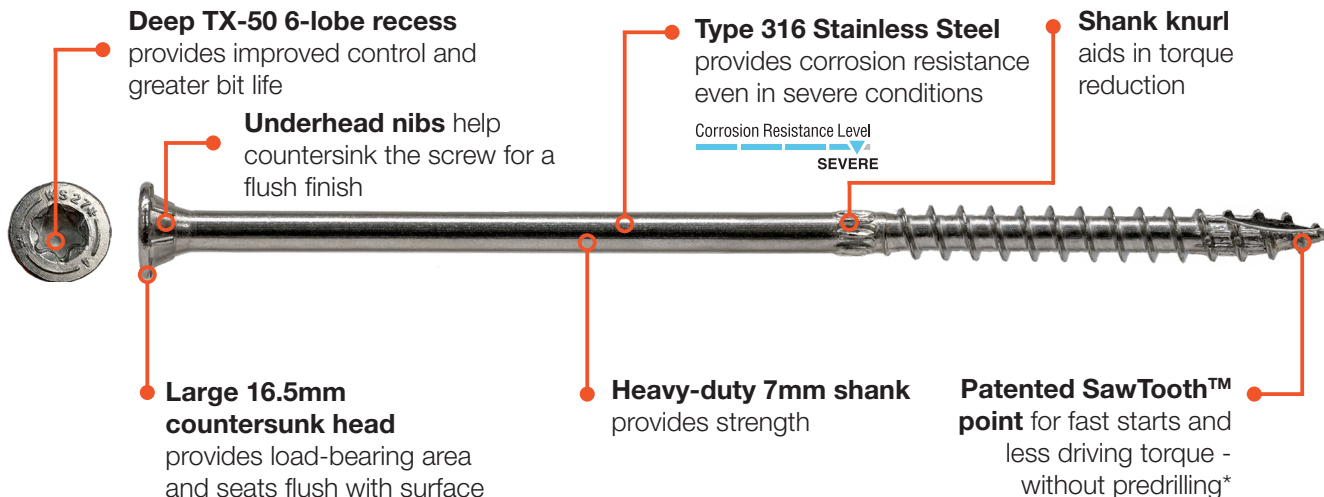 Deep TX-50 6-lobe recess
provides improved control and
greater bit life
Underhead nibs help
countersink the screw for a
flush finish
Type 316 Stainless Steel
provides corrosion resistance
even in severe conditions
Corrosion Resistance Level
SEVERE
Shank knurl
aids in torque
reduction
Large 16.5mm
countersunk head
provides load-bearing area
and seats flush with surface
Heavy-duty 7mm shank
provides strength
Patented SawTooth™
point for fast starts and
less driving torque -
without predrilling*